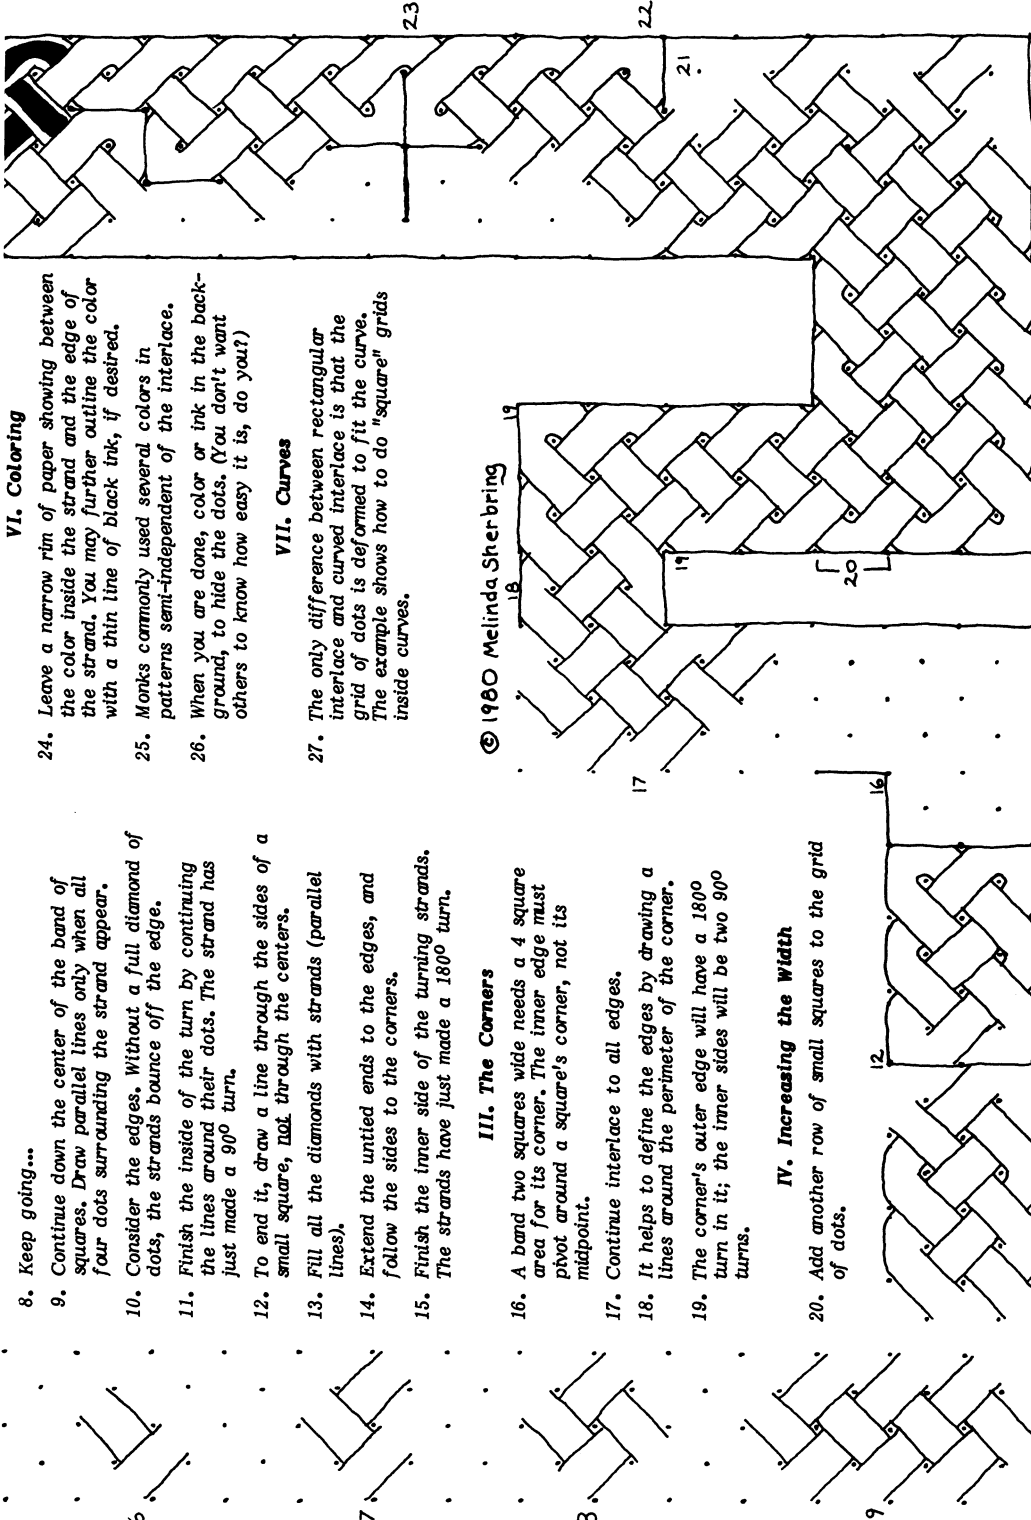 8. Keep going...
9. Continue down the center of the band of
squares. Draw parallel lines only when all
four dots surrounding the strand appear.
10. Consider the edges. Without a full diamond of
dots, the strands bounce off the edge.
11. Finish the inside of the turn by continuing
the lines around their dots. The strand has
just made a 90° turn.
12. To end it, draw a line through the sides of a
small square, not through the centers.
13. Fill all the diamonds with strands (parallel
lines).
14. Extend the untied ends to the edges, and
follow the sides to the corners.
15. Finish the inner side of the turning strands.
The strands have just made a 180° turn.
III. The Corners
16. A band two squares wide needs a 4 square
area for its corner. The inner edge must
pivot around a square's corner, not its
midpoint.
17. Continue interlace to all edges.
18. It helps to define the edges by drawing a
lines around the perimeter of the corner.
19. The corner's outer edge will have a 180°
turn in it; the inner sides will be two 90°
turns.
IV. Increasing the Width
20. Add another row of small squares to the grid
of dots.
VI. Coloring
24. Leave a narrow rim of paper showing between
the color inside the strand and the edge of
the strand. You may further outline the color
with a thin line of black ink, if desired.
25. Monks commonly used several colors in
patterns semi-independent of the interlace.
26. When you are done, color or ink in the back-
ground, to hide the dots. (You don't want
others to know how easy it is, do you?)
VII. Curves
27. The only difference between rectangular
interlace and curved interlace is that the
grid of dots is deformed to fit the curve.
The example shows how to do "square" grids
inside curves.
© 1980 Melinda Sherbring
6
7
8
9
12
16
17
18
19
19
20
21
22
23